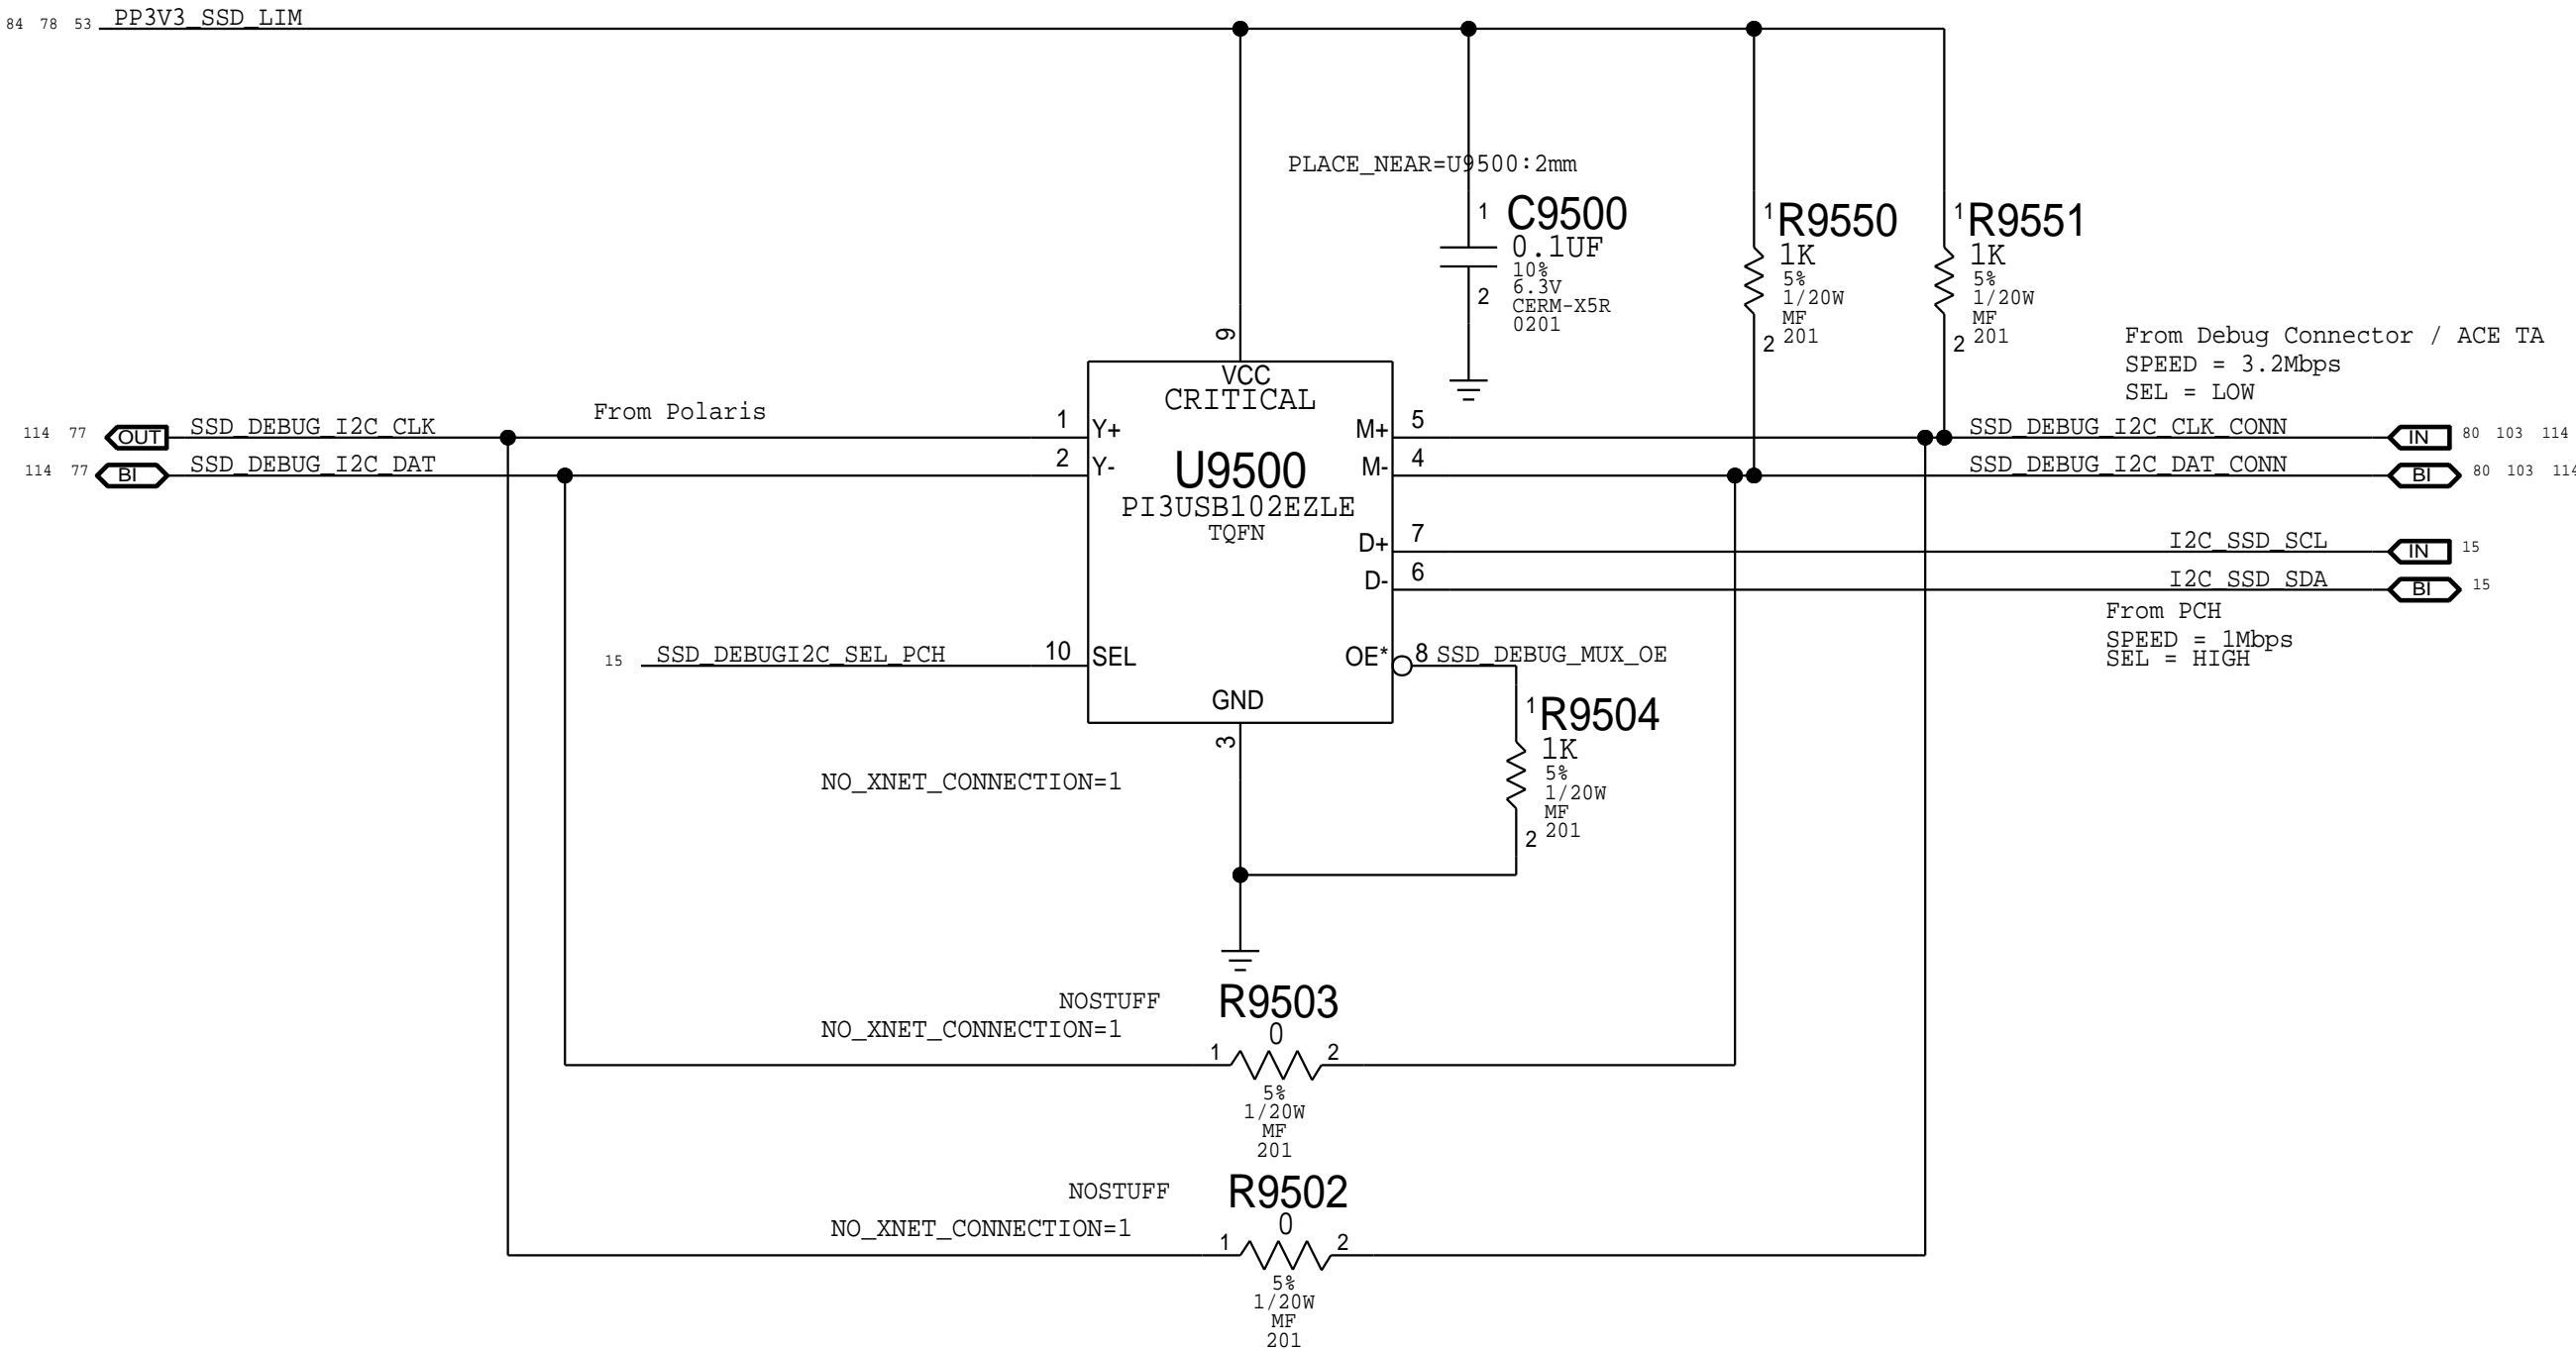 84 78 53 PP3V3_SSD_LIM
PLACE_NEAR=U9500:2mm
1 C9500
0.1UF
10%
6.3V
2
CERM-X5R
0201
1 R9550
1K
5%
1/20W
MF
2 201
1 R9551
1K
5%
1/20W
MF
2 201
From Debug Connector / ACE TA
SPEED = 3.2Mbps
SEL = LOW
9
VCC
CRITICAL
U9500
PI3USB102EZLE
TQFN
From Polaris
114 77 OUT SSD_DEBUG_I2C_CLK 1 Y+
114 77 BI SSD_DEBUG_I2C_DAT 2 Y-
M+ 5 SSD_DEBUG_I2C_CLK_CONN IN 80 103 114
M- 4 SSD_DEBUG_I2C_DAT_CONN BI 80 103 114
D+ 7 I2C_SSD_SCL IN 15
D- 6 I2C_SSD_SDA BI 15
From PCH
SPEED = 1Mbps
SEL = HIGH
15 SSD_DEBUGI2C_SEL_PCH 10 SEL
OE* 8 SSD_DEBUG_MUX_OE
GND
3
1 R9504
1K
5%
1/20W
MF
2 201
NO_XNET_CONNECTION=1
NOSTUFF R9503
NO_XNET_CONNECTION=1 0
1 2
5%
1/20W
MF
201
NOSTUFF R9502
NO_XNET_CONNECTION=1 0
1 2
5%
1/20W
MF
201